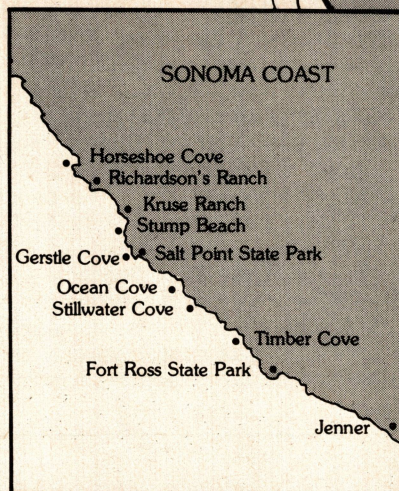 SONOMA COAST
Horseshoe Cove
Richardson's Ranch
Kruse Ranch
Stump Beach
Gerstle Cove
Salt Point State Park
Ocean Cove
Stillwater Cove
Timber Cove
Fort Ross State Park
Jenner